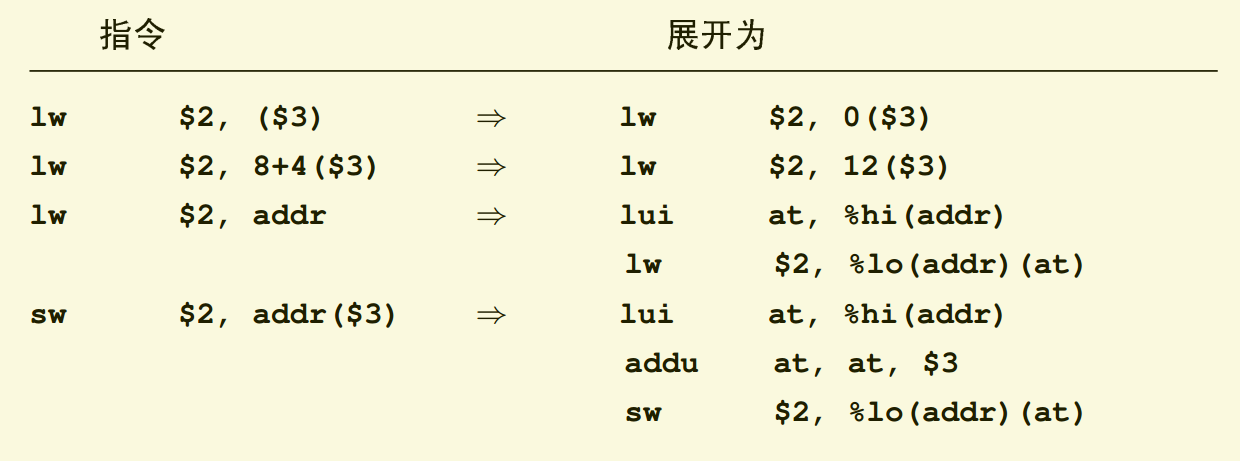 指令 展开为
lw $2, ($3) ⇒ lw $2, 0($3)
lw $2, 8+4($3) ⇒ lw $2, 12($3)
lw $2, addr ⇒ lui at, %hi(addr)
lw $2, %lo(addr)(at)
sw $2, addr($3) ⇒ lui at, %hi(addr)
addu at, at, $3
sw $2, %lo(addr)(at)